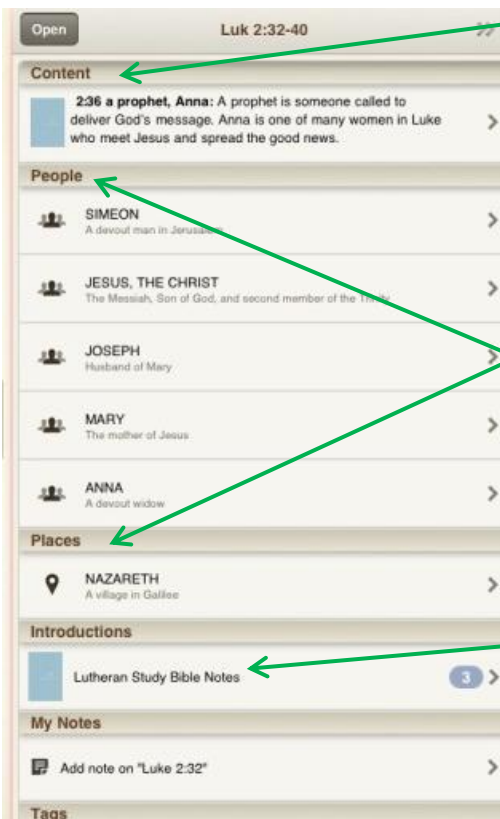 Open
Luk 2:32-40
Content
2:36 a prophet, Anna: A prophet is someone called to
deliver God's message. Anna is one of many women in Luke
who meet Jesus and spread the good news.
People
SIMEON
A devout man in Jerusalem
JESUS, THE CHRIST
The Messiah, Son of God, and second member of the Trinity
JOSEPH
Husband of Mary
MARY
The mother of Jesus
ANNA
A devout widow
Places
NAZARETH
A village in Galilee
Introductions
Lutheran Study Bible Notes
3
My Notes
Add note on "Luke 2:32"
Tags